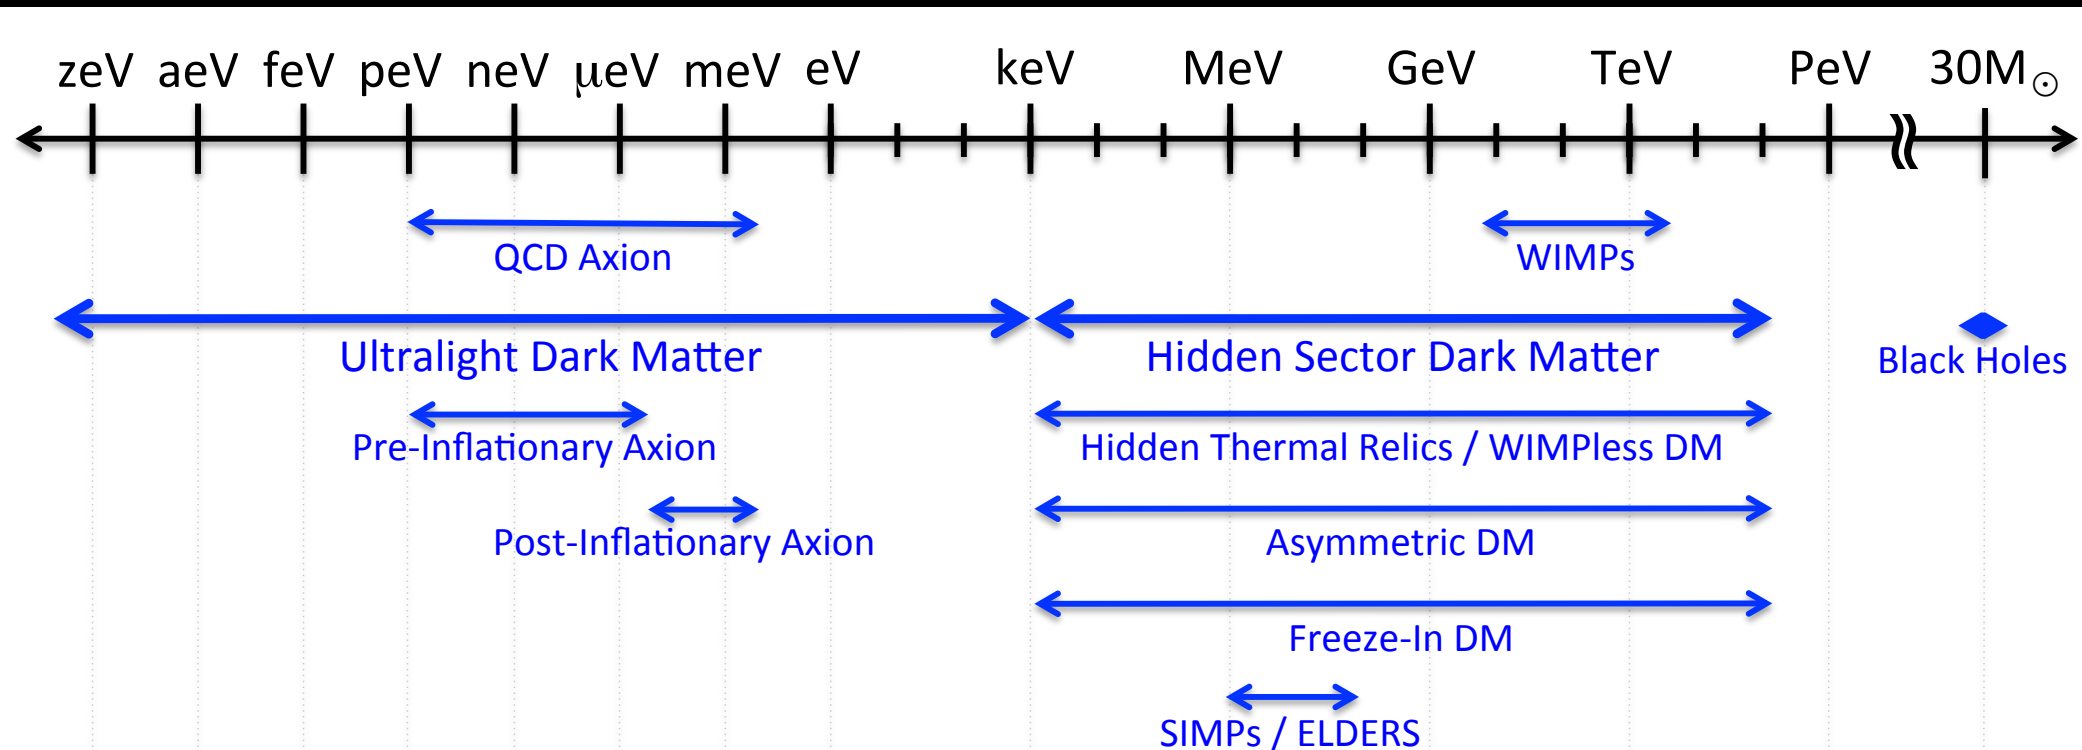 zeV aeV feV peV neV μeV meV eV keV MeV GeV TeV PeV 30M☉
QCD Axion WIMPs
Ultralight Dark Matter Hidden Sector Dark Matter Black Holes
Pre-Inflationary Axion Hidden Thermal Relics / WIMPless DM
Post-Inflationary Axion Asymmetric DM
Freeze-In DM
SIMPs / ELDERS